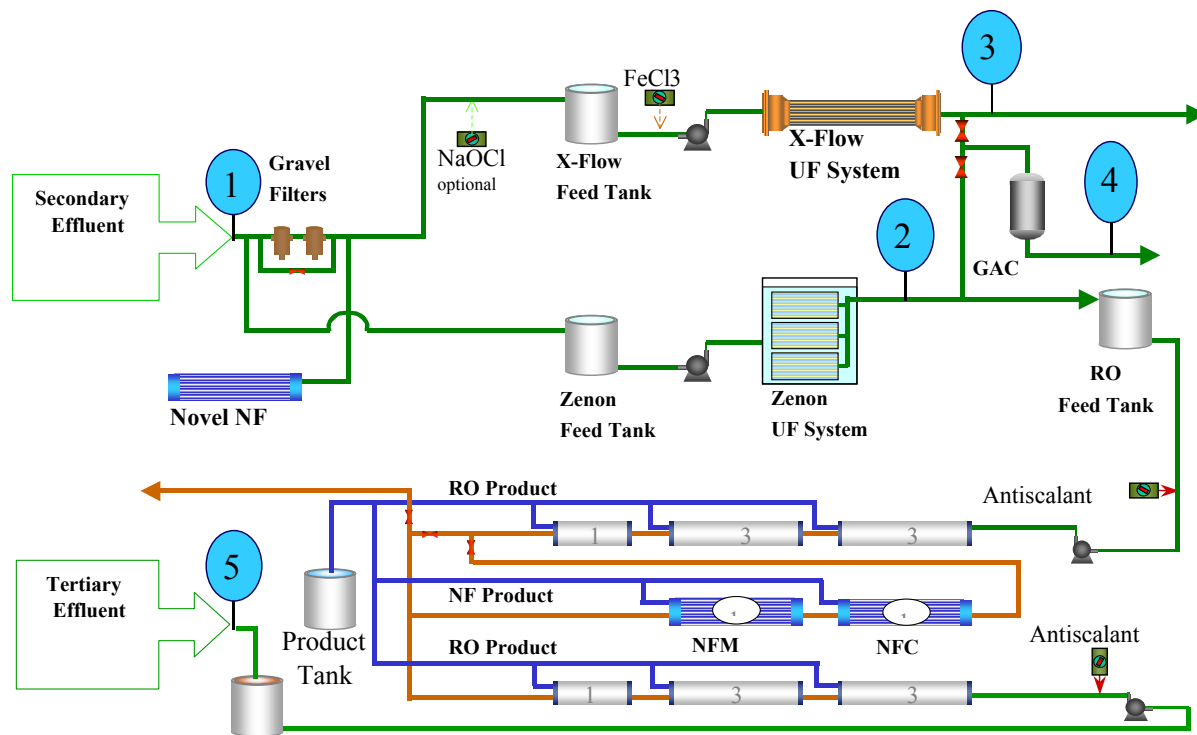 3
FeCl3
1
Gravel
Filters
NaOCl
optional
X-Flow
Feed Tank
X-Flow
UF System
4
Secondary
Effluent
2
GAC
Novel NF
Zenon
Feed Tank
Zenon
UF System
RO
Feed Tank
RO Product
Antiscalant
1
3
3
5
Tertiary
Effluent
NF Product
Product
Tank
NFM
NFC
RO Product
Antiscalant
1
3
3